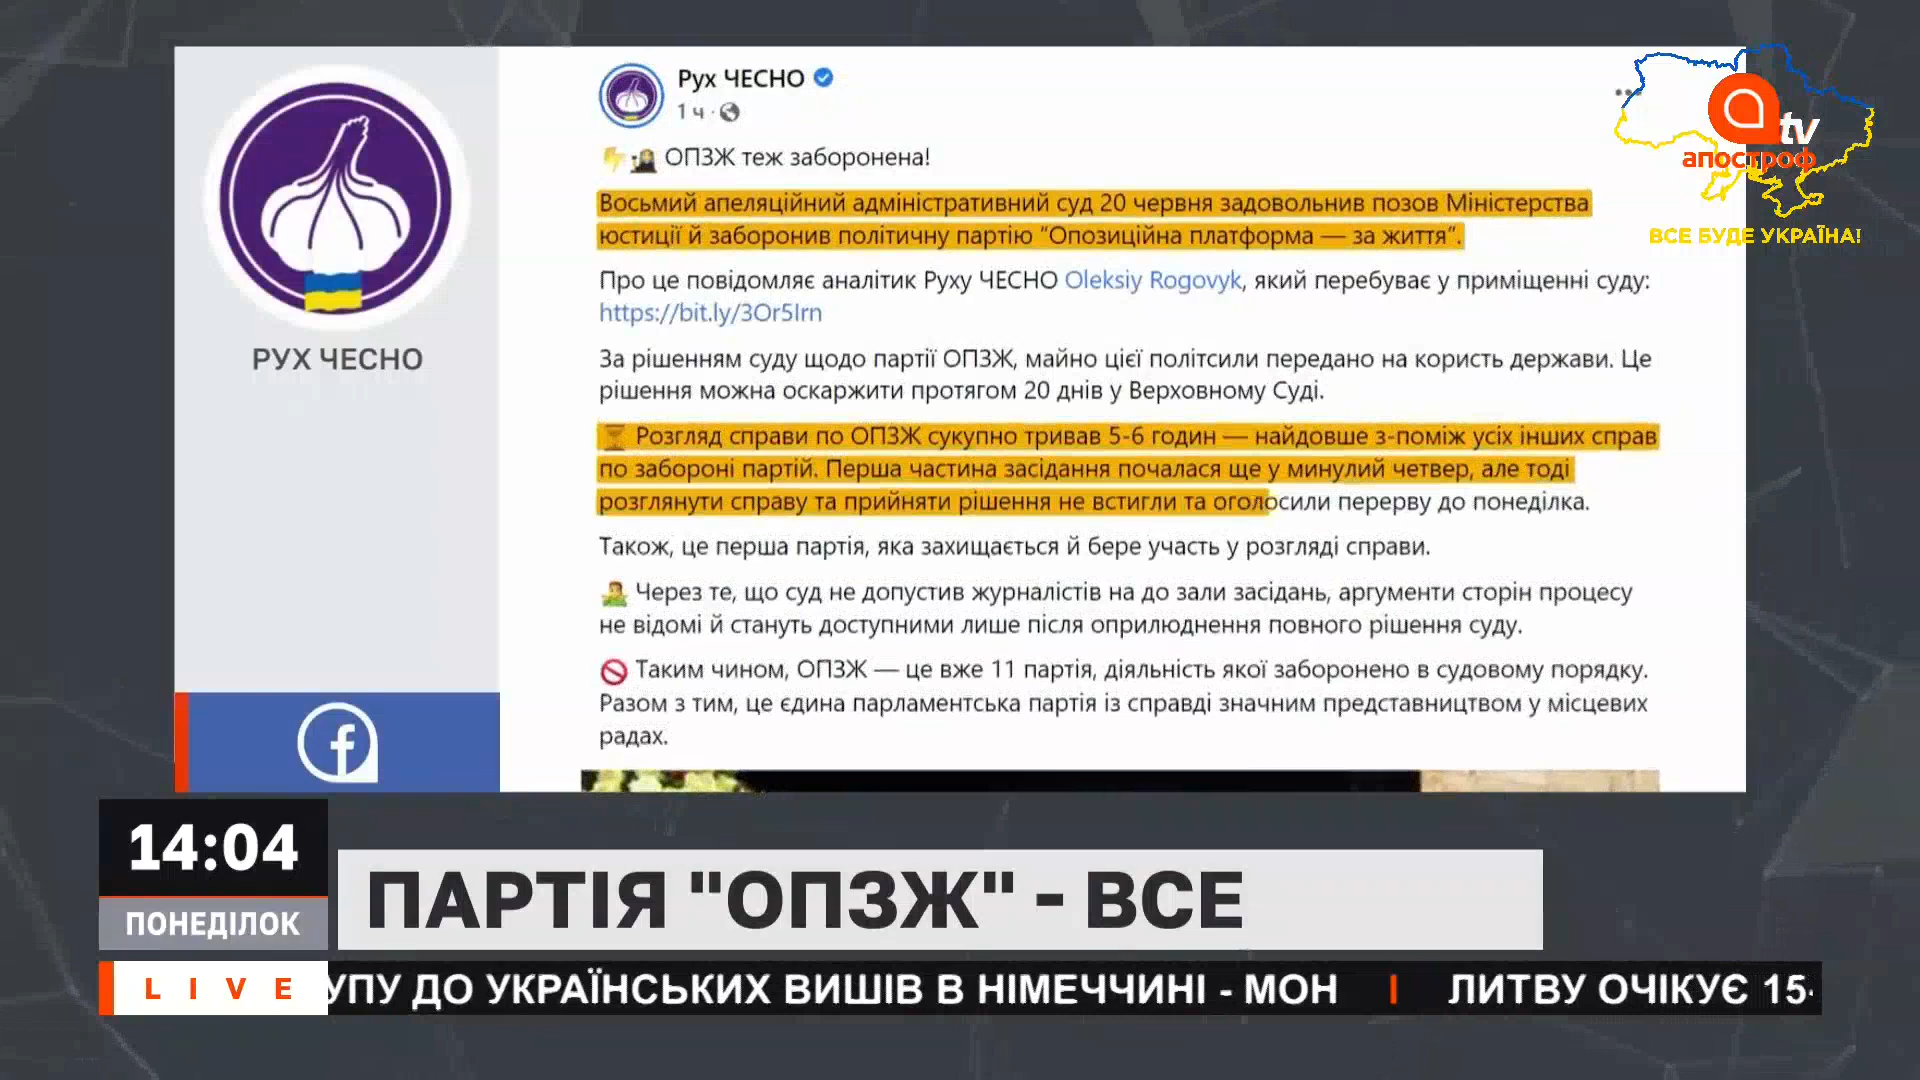 Рух ЧЕСНО
1 ч ·
ОПЗЖ теж заборонена!
Восьмий апеляційний адміністративний суд 20 червня задовольнив позов Міністерства
юстиції й заборонив політичну партію “Опозиційна платформа — за життя”.
Про це повідомляє аналітик Руху ЧЕСНО Oleksiy Rogovyk, який перебуває у приміщенні суду:
https://bit.ly/3Or5lrn
За рішенням суду щодо партії ОПЗЖ, майно цієї політсили передано на користь держави. Це
рішення можна оскаржити протягом 20 днів у Верховному Суді.
Розгляд справи по ОПЗЖ сукупно тривав 5-6 годин — найдовше з-поміж усіх інших справ
по забороні партій. Перша частина засідання почалася ще у минулий четвер, але тоді
розглянути справу та прийняти рішення не встигли та оголосили перерву до понеділка.
Також, це перша партія, яка захищається й бере участь у розгляді справи.
Через те, що суд не допустив журналістів на до зали засідань, аргументи сторін процесу
не відомі й стануть доступними лише після оприлюднення повного рішення суду.
Таким чином, ОПЗЖ — це вже 11 партія, діяльність якої заборонено в судовому порядку.
Разом з тим, це єдина парламентська партія із справді значним представництвом у місцевих
радах.
РУХ ЧЕСНО
tv
апостроф
ВСЕ БУДЕ УКРАЇНА!
14:04
ПОНЕДІЛОК
ПАРТІЯ "ОПЗЖ" - ВСЕ
LIVE
УПУ ДО УКРАЇНСЬКИХ ВИШІВ В НІМЕЧЧИНІ - МОН | ЛИТВУ ОЧІКУЄ 15-